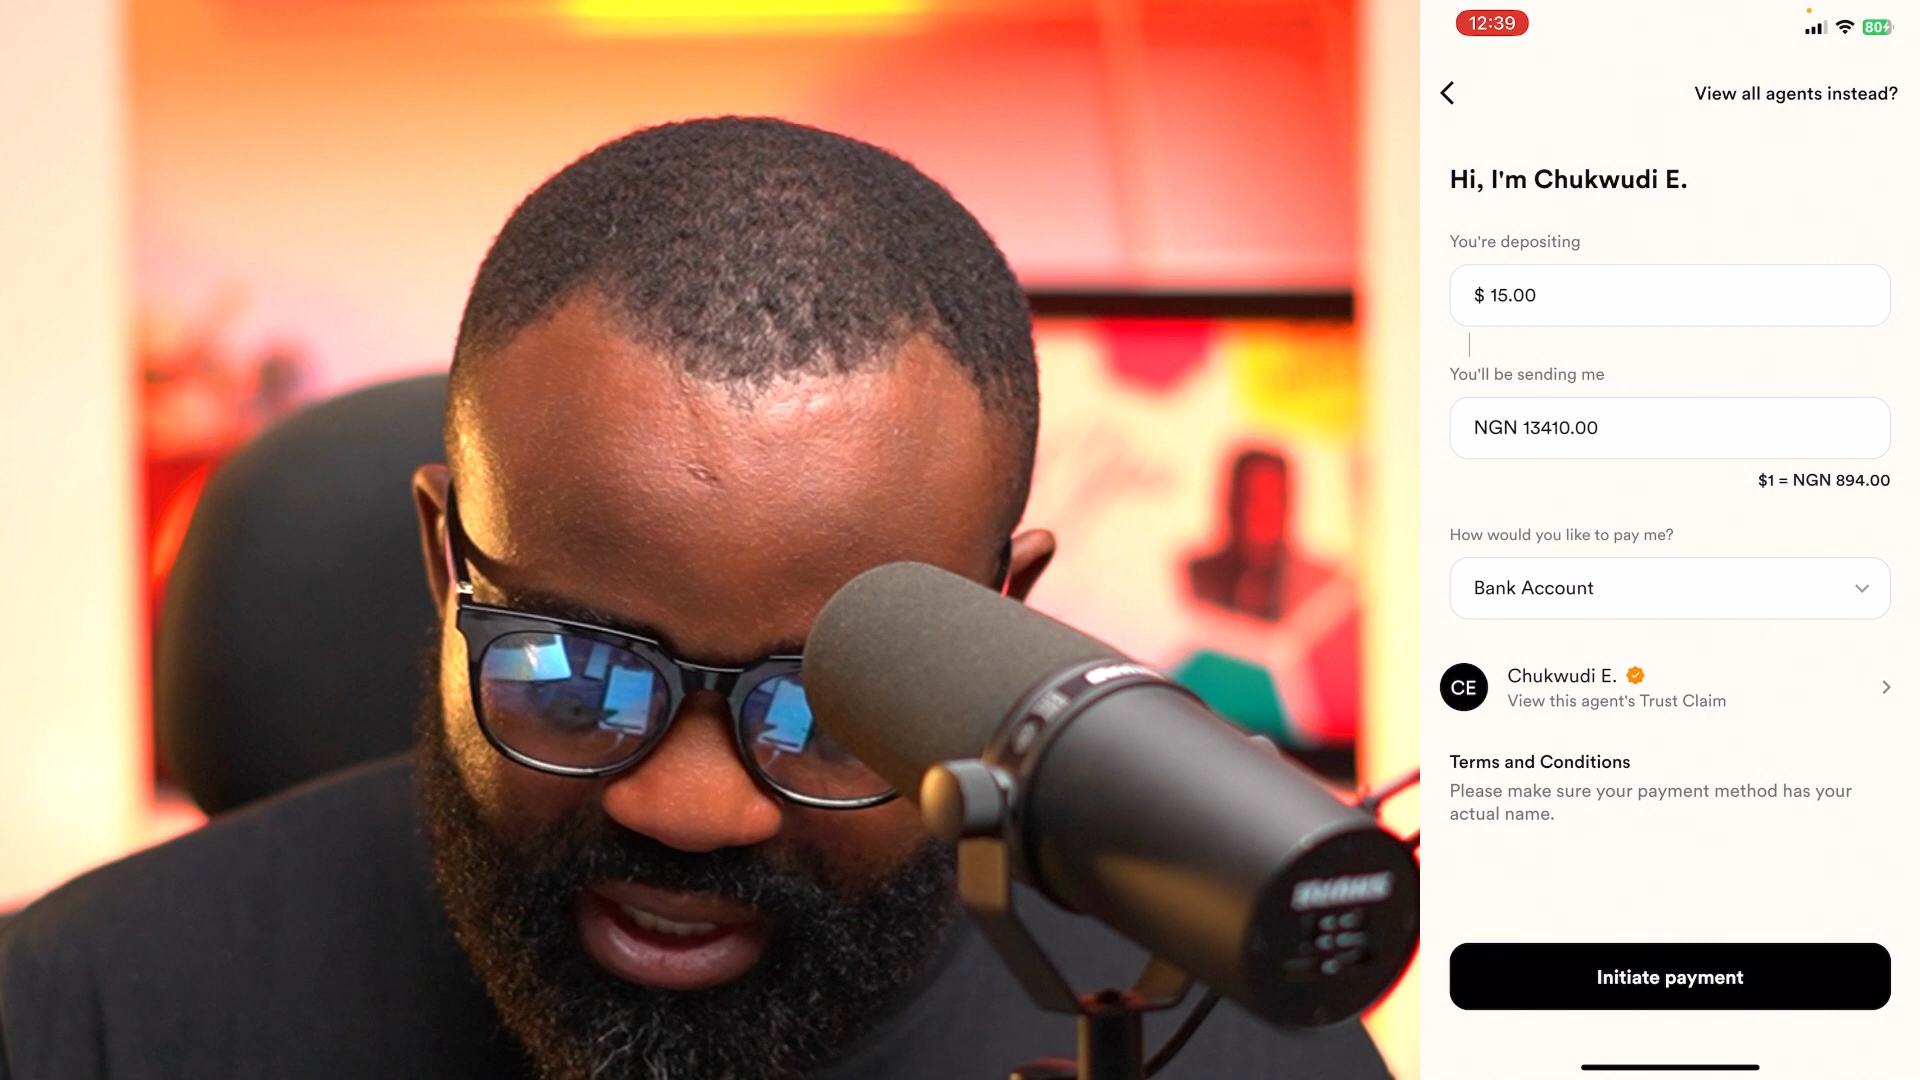 12:39
80
View all agents instead?
Hi, I'm Chukwudi E.
You're depositing
$ 15.00
You'll be sending me
NGN 13410.00
$1 = NGN 894.00
How would you like to pay me?
Bank Account
CE
Chukwudi E.
View this agent's Trust Claim
Terms and Conditions
Please make sure your payment method has your
actual name.
Initiate payment